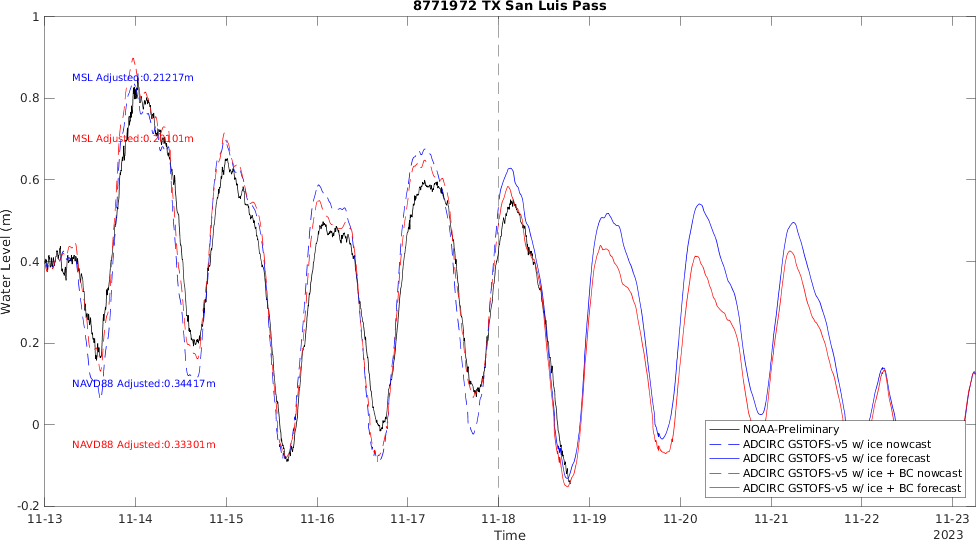 8771972 TX San Luis Pass
1
0.8
0.6
0.4
0.2
0
-0.2
Water Level (m)
MSL Adjusted:0.21217m
MSL Adjusted:0.20101m
NAVD88 Adjusted:0.34417m
NAVD88 Adjusted:0.33301m
NOAA-Preliminary
ADCIRC GSTOFS-v5 w/ ice nowcast
ADCIRC GSTOFS-v5 w/ ice forecast
ADCIRC GSTOFS-v5 w/ ice + BC nowcast
ADCIRC GSTOFS-v5 w/ ice + BC forecast
11-13 11-14 11-15 11-16 11-17 11-18 11-19 11-20 11-21 11-22 11-23
Time
2023